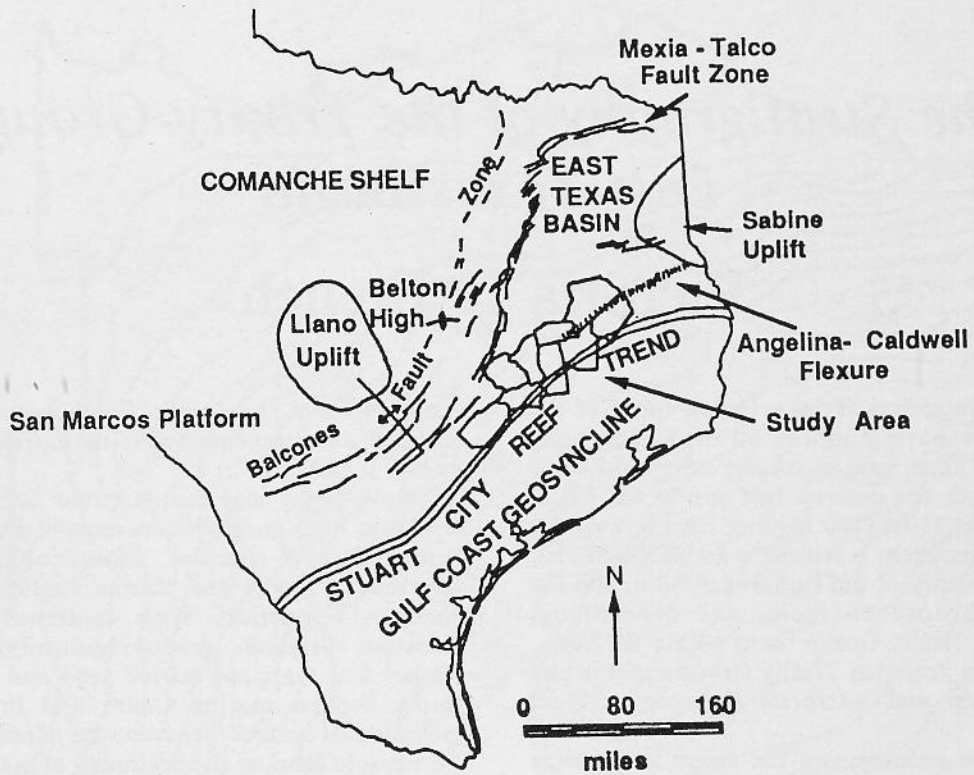 Mexia - Talco
Fault Zone
COMANCHE SHELF
Zone
EAST
TEXAS
BASIN
Sabine
Uplift
Belton
High
Llano
Uplift
Fault
TREND
Angelina- Caldwell
Flexure
San Marcos Platform
Balcones
REEF
Study Area
CITY
STUART
GULF COAST GEOSYNCLINE
N
0 80 160
miles